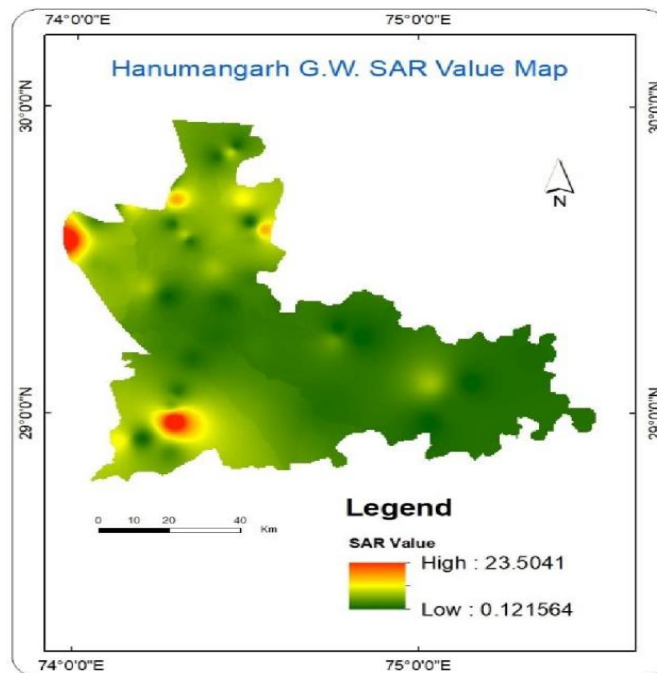 74°0'0"E 75°0'0"E
Hanumangarh G.W. SAR Value Map
30°0'0"N 30°0'0"N
N
29°0'0"N 29°0'0"N
Legend
0 10 20 40
Km
SAR Value
High : 23.5041
Low : 0.121564
74°0'0"E 75°0'0"E